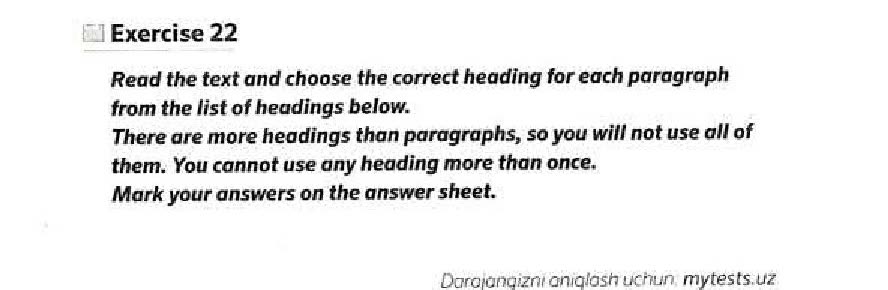 Exercise 22
Read the text and choose the correct heading for each paragraph
from the list of headings below.
There are more headings than paragraphs, so you will not use all of
them. You cannot use any heading more than once.
Mark your answers on the answer sheet.
Darajangizni aniqlash uchun: mytests.uz